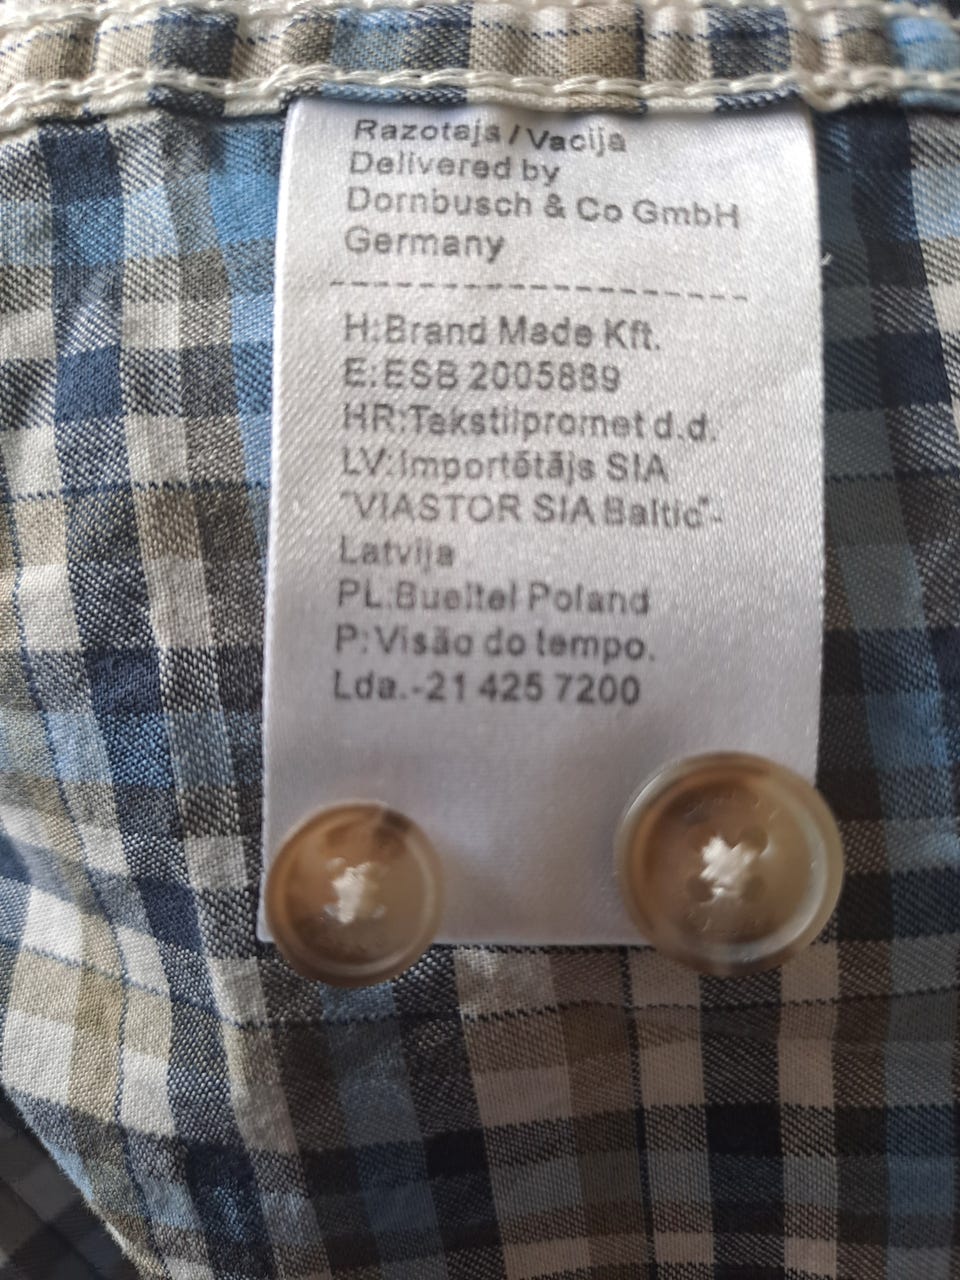 Razotajs/Vacija
Delivered by
Dornbusch & Co GmbH
Germany
--------------------
H:Brand Made Kft.
E:ESB 2005889
HR:Tekstilpromet d.d.
LV:Importētājs SIA
"VIASTOR SIA Baltic"-
Latvija
PL:Bueltel Poland
P:Visão do tempo.
Lda.-21 425 7200